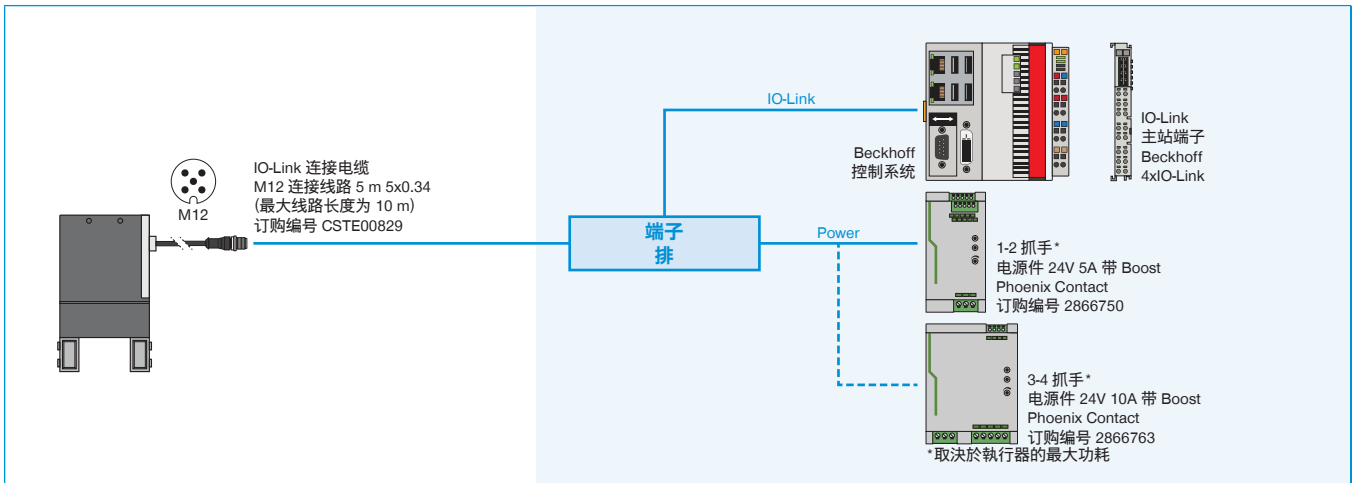 M12
IO-Link 连接电缆
M12 连接线路 5 m 5x0.34
(最大线路长度为 10 m)
订购编号 CSTE00829
端子
排
IO-Link
Power
Beckhoff
控制系统
IO-Link
主站端子
Beckhoff
4xIO-Link
1-2 抓手*
电源件 24V 5A 带 Boost
Phoenix Contact
订购编号 2866750
3-4 抓手*
电源件 24V 10A 带 Boost
Phoenix Contact
订购编号 2866763
*取決於執行器的最大功耗